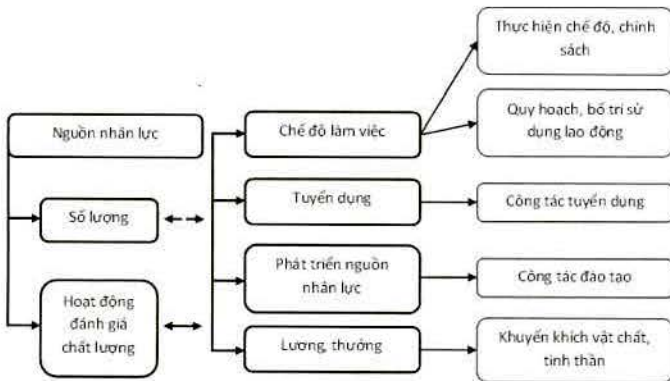 Thực hiện chế độ, chính
sách
Nguồn nhân lực
Chế độ làm việc
Quy hoạch, bố trí sử
dụng lao động
Số lượng
Tuyển dụng
Công tác tuyển dụng
Hoạt động
đánh giá
chất lượng
Phát triển nguồn
nhân lực
Công tác đào tạo
Lương, thưởng
Khuyến khích vật chất,
tinh thần